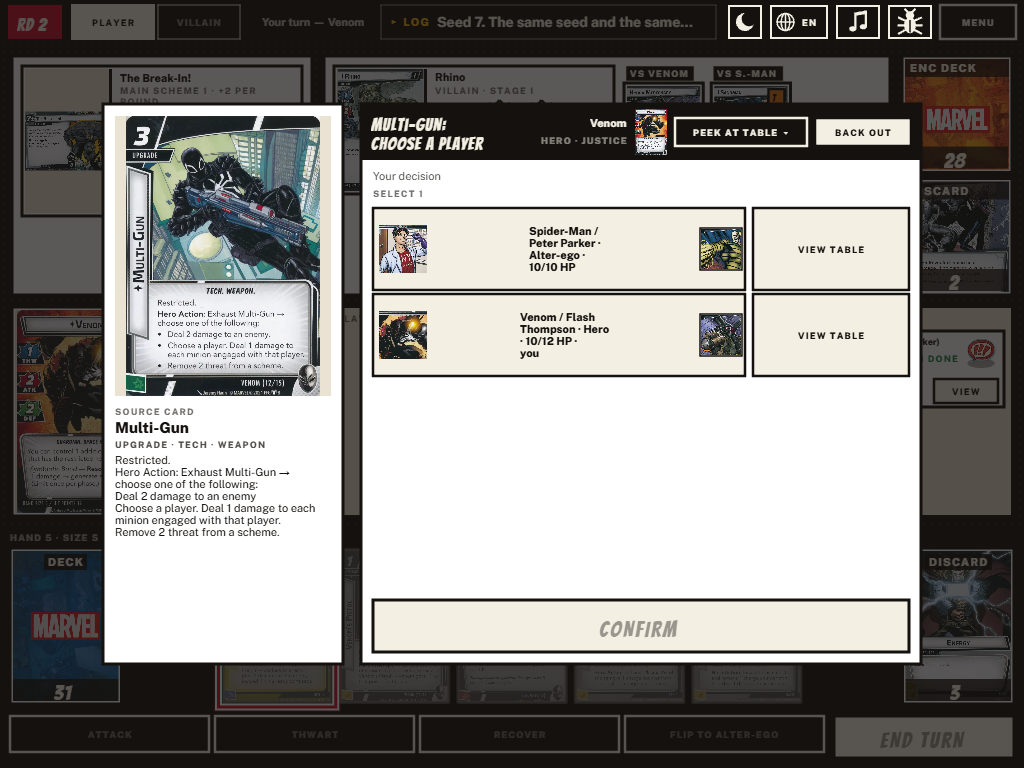 RD 2
PLAYER
VILLAIN
Your turn — Venom
LOG
Seed 7. The same seed and the same...
EN
MENU
The Break-In!
MAIN SCHEME 1 · +2 PER
ROUND
Rhino
VILLAIN · STAGE I
VS VENOM
VS S.-MAN
ENC DECK
MARVEL
28
2
3
UPGRADE
MULTI-GUN
TECH. WEAPON.
Restricted.
Hero Action: Exhaust Multi-Gun →
choose one of the following:
• Deal 2 damage to an enemy.
• Choose a player. Deal 1 damage to
each minion engaged with that player.
• Remove 2 threat from a scheme.
VENOM (12/15)
SOURCE CARD
Multi-Gun
UPGRADE · TECH · WEAPON
Restricted.
Hero Action: Exhaust Multi-Gun →
choose one of the following:
Deal 2 damage to an enemy
Choose a player. Deal 1 damage to each
minion engaged with that player.
Remove 2 threat from a scheme.
MULTI-GUN:
CHOOSE A PLAYER
Venom
HERO · JUSTICE
PEEK AT TABLE
BACK OUT
Your decision
SELECT 1
Spider-Man /
Peter Parker ·
Alter-ego ·
10/10 HP
VIEW TABLE
Venom / Flash
Thompson · Hero
· 10/12 HP ·
you
VIEW TABLE
CONFIRM
DONE
VIEW
HAND 5 · SIZE 5
DECK
MARVEL
31
DISCARD
ENERGY
3
ATTACK
THWART
RECOVER
FLIP TO ALTER-EGO
END TURN